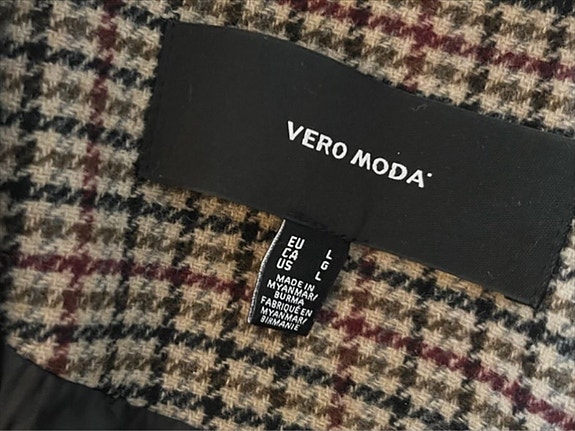 VERO MODA
EU L
CA G
US L
MADE IN
MYANMAR/
BURMA
FABRIQUÉ EN
MYANMAR/
BIRMANIE